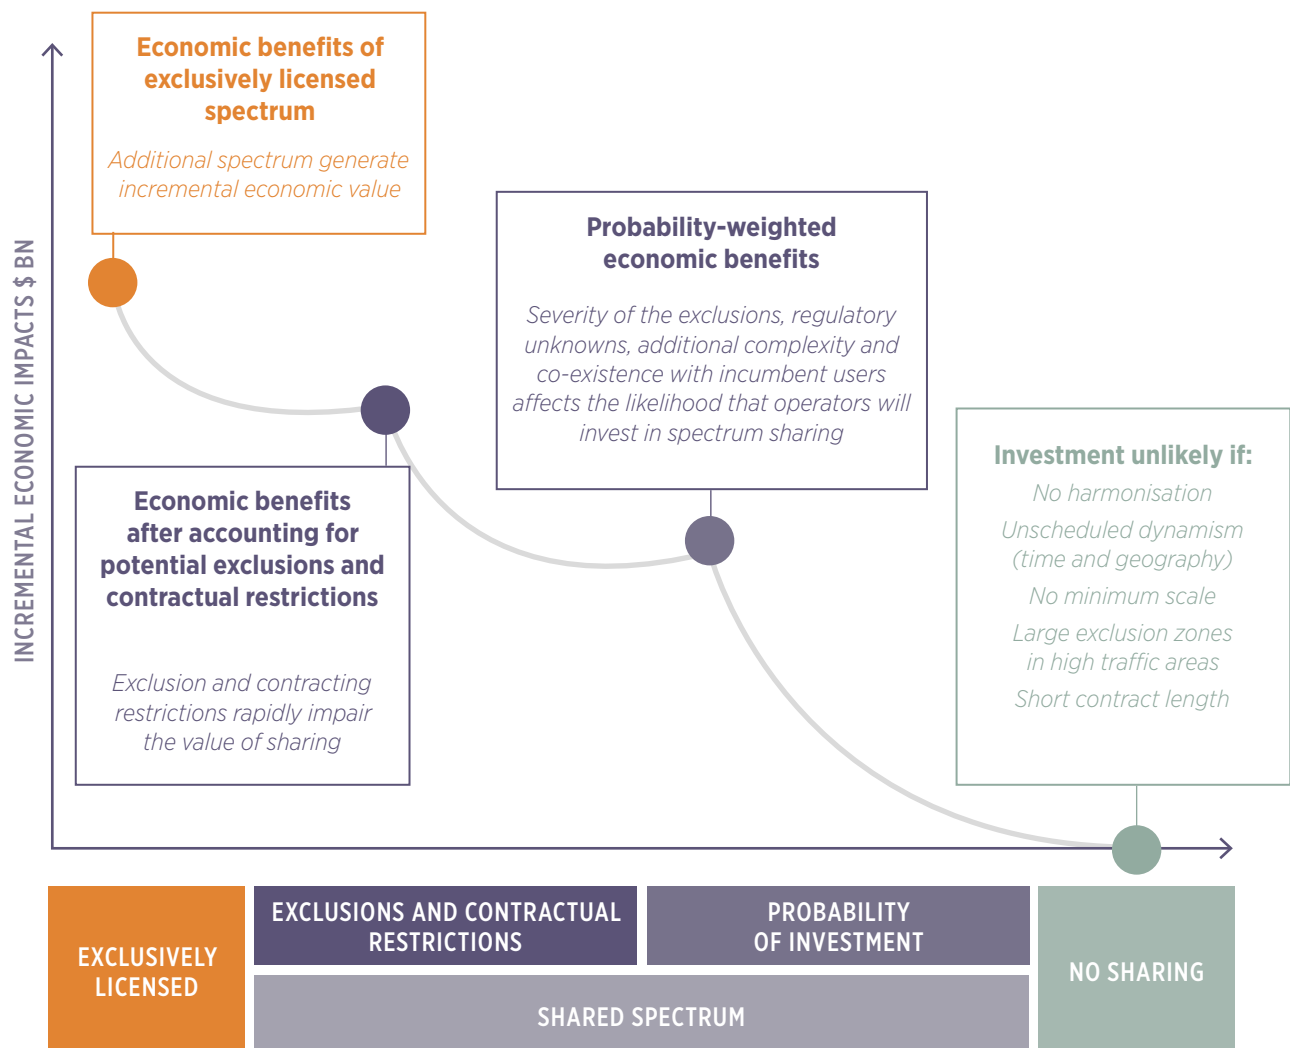 Economic benefits of
exclusively licensed
spectrum
Additional spectrum generate
incremental economic value
INCREMENTAL ECONOMIC IMPACTS $ BN
Probability-weighted
economic benefits
Severity of the exclusions, regulatory
unknowns, additional complexity and
co-existence with incumbent users
affects the likelihood that operators will
invest in spectrum sharing
Economic benefits
after accounting for
potential exclusions and
contractual restrictions
Exclusion and contracting
restrictions rapidly impair
the value of sharing
Investment unlikely if:
No harmonisation
Unscheduled dynamism
(time and geography)
No minimum scale
Large exclusion zones
in high traffic areas
Short contract length
EXCLUSIVELY
LICENSED
EXCLUSIONS AND CONTRACTUAL
RESTRICTIONS
PROBABILITY
OF INVESTMENT
SHARED SPECTRUM
NO SHARING